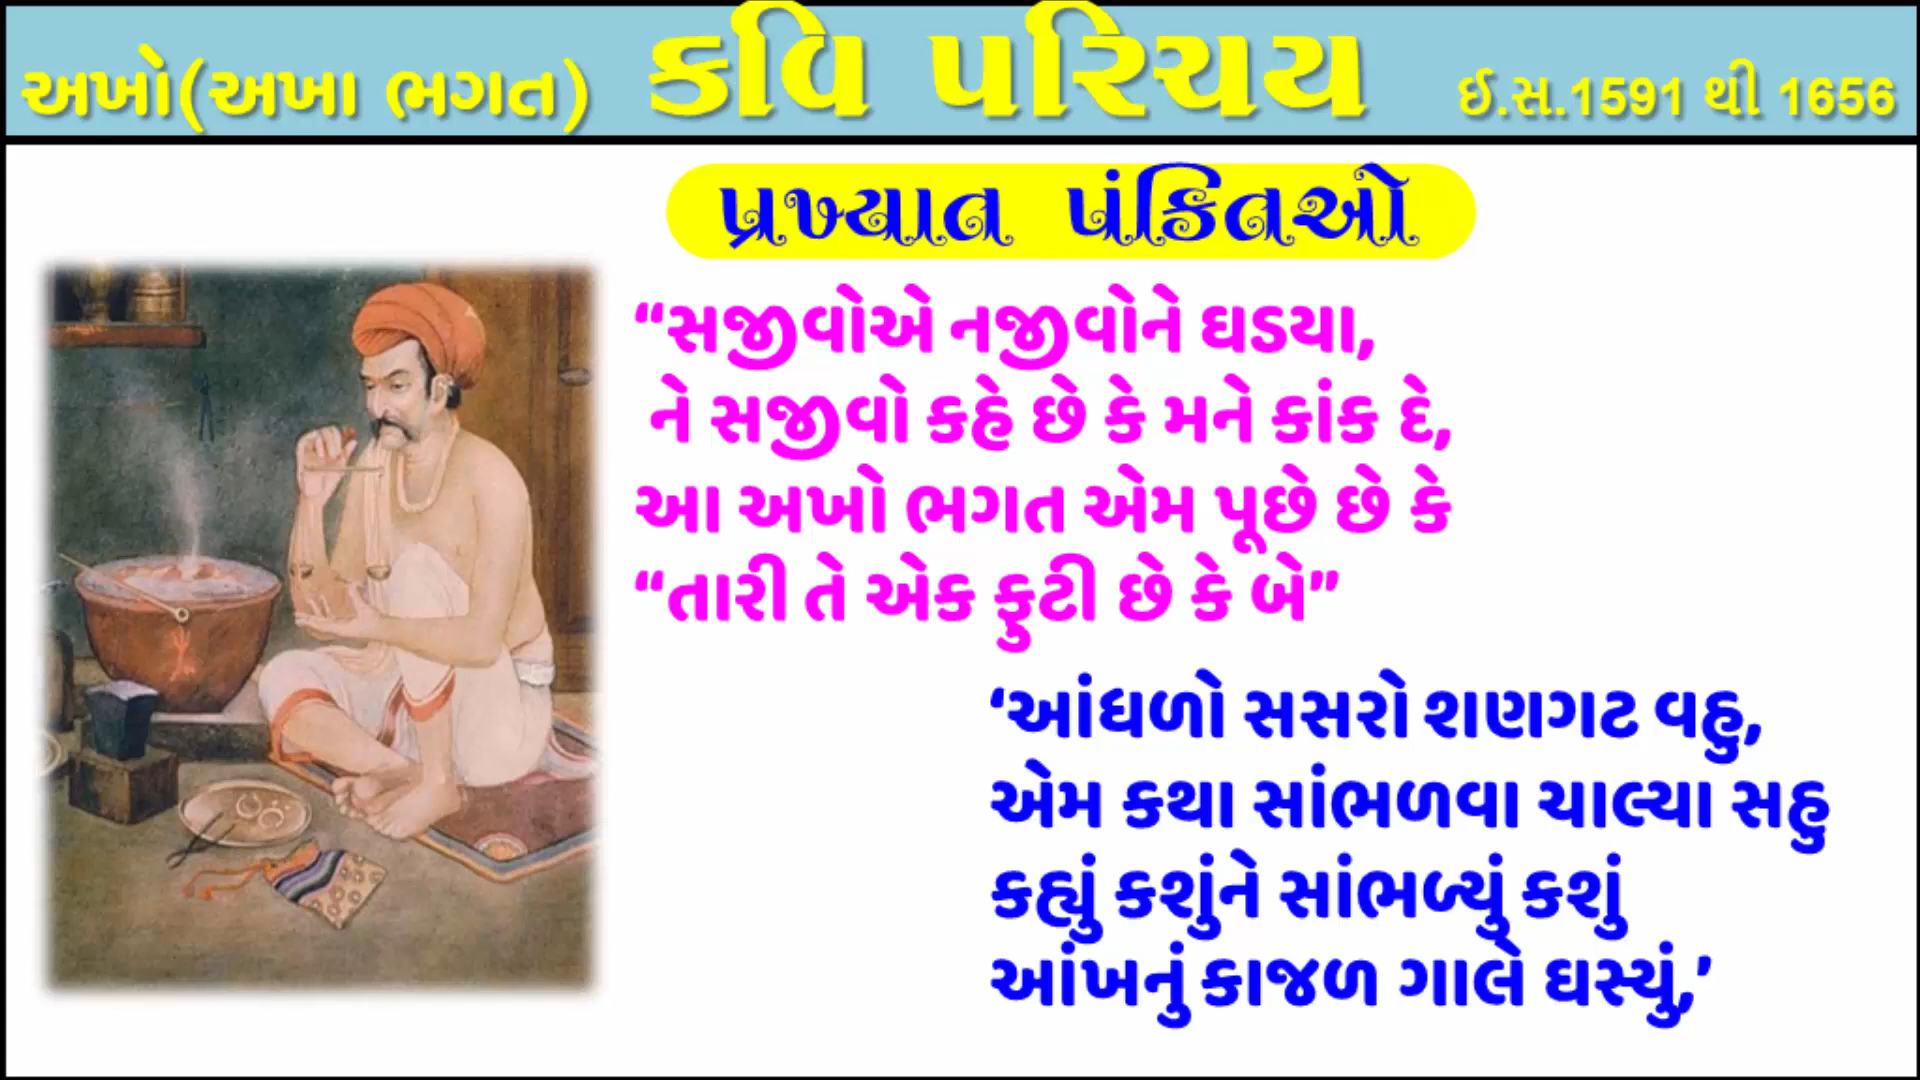 અખો(અખા ભગત) કવિ પરિચય ઈ.સ.1591 થી 1656
પ્રખ્યાત પંકિતઓ
“સજીવોએ નજીવોને ઘડયા,
ને સજીવો કહે છે કે મને કાંક દે,
આ અખો ભગત એમ પૂછે છે કે
“તારી તે એક ફુટી છે કે બે”
‘આંધળો સસરો શણગટ વહુ,
એમ કથા સાંભળવા ચાલ્યા સહુ
કહ્યું કશુંને સાંભળ્યું કશું
આંખનું કાજળ ગાલે ઘસ્યું,’